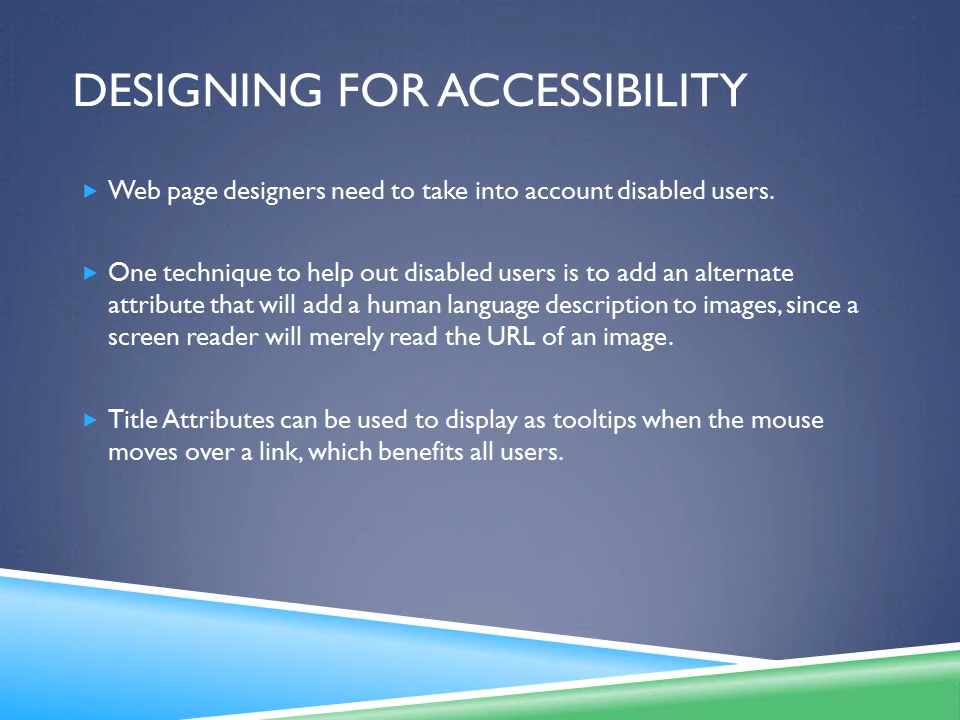 DESIGNING FOR ACCESSIBILITY
Web page designers need to take into account disabled users.
One technique to help out disabled users is to add an alternate
attribute that will add a human language description to images, since a
screen reader will merely read the URL of an image.
Title Attributes can be used to display as tooltips when the mouse
moves over a link, which benefits all users.